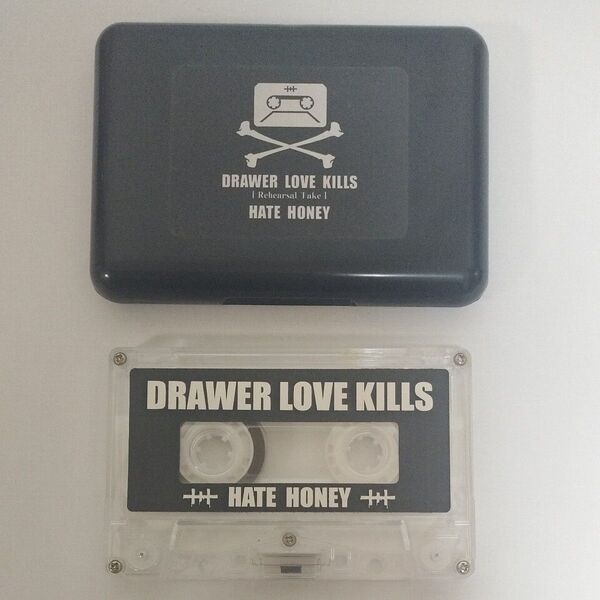 DRAWER LOVE KILLS
[Rehearsal Take]
HATE HONEY
DRAWER LOVE KILLS
HATE HONEY